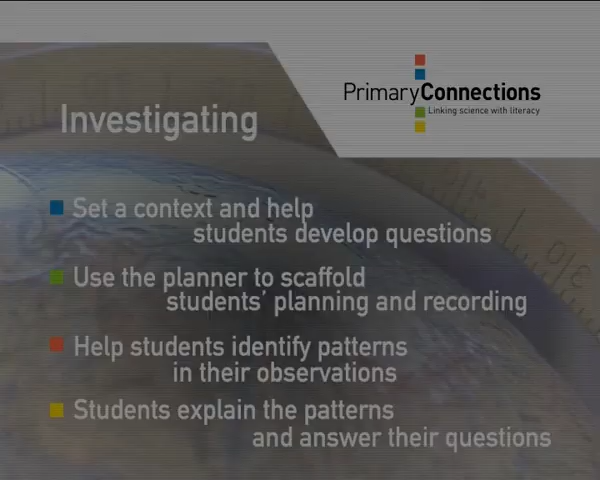 PrimaryConnections
Linking science with literacy
Investigating
Set a context and help
students develop questions
Use the planner to scaffold
students' planning and recording
Help students identify patterns
in their observations
Students explain the patterns
and answer their questions